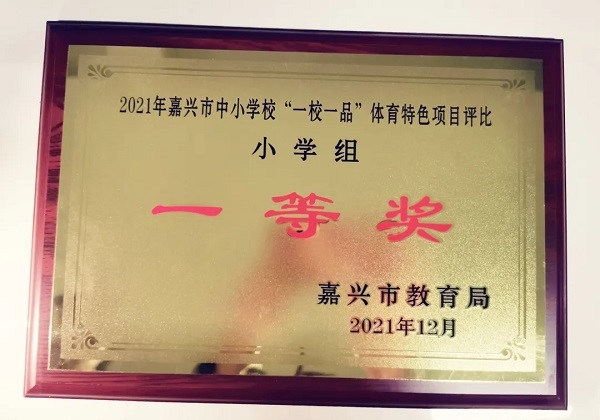 2021年嘉兴市中小学校“一校一品”体育特色项目评比
小学组
一等奖
嘉兴市教育局
2021年12月